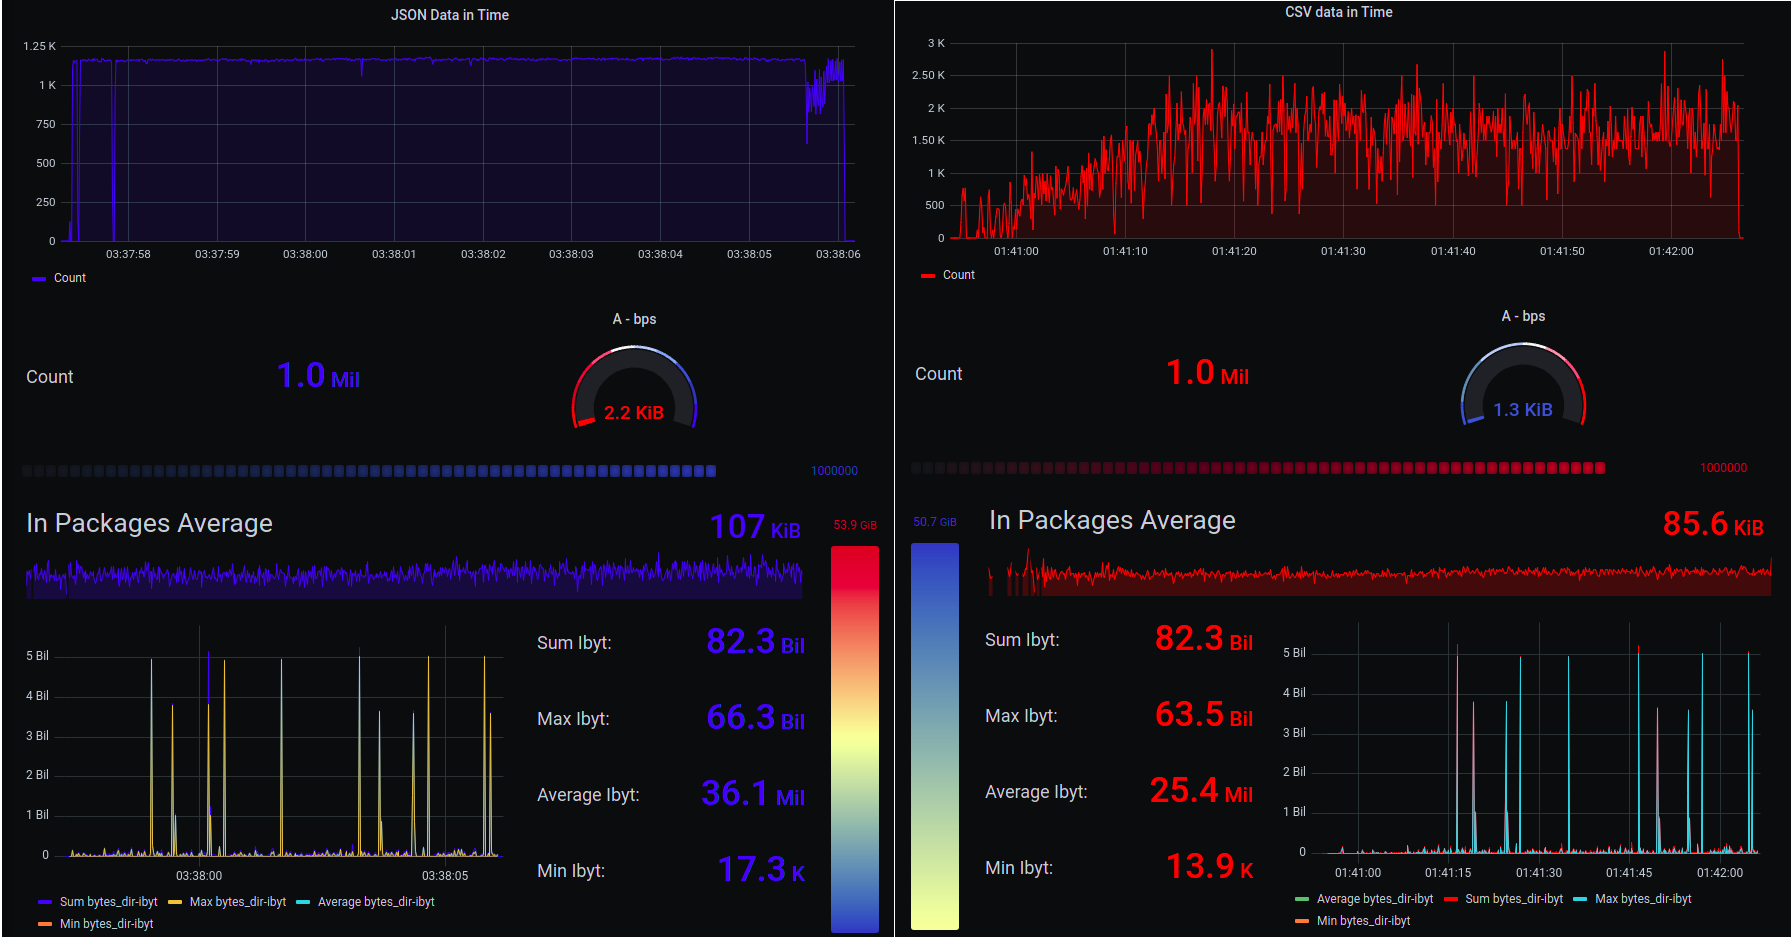 JSON Data in Time
1.25 K
1 K
750
500
250
0
03:37:58 03:37:59 03:38:00 03:38:01 03:38:02 03:38:03 03:38:04 03:38:05 03:38:06
Count
A - bps
Count
1.0 Mil
2.2 KiB
1000000
In Packages Average
107 KiB
53.9 GiB
5 Bil
4 Bil
3 Bil
2 Bil
1 Bil
0
03:38:00 03:38:05
Sum bytes_dir-ibyt Max bytes_dir-ibyt Average bytes_dir-ibyt
Min bytes_dir-ibyt
Sum Ibyt: 82.3 Bil
Max Ibyt: 66.3 Bil
Average Ibyt: 36.1 Mil
Min Ibyt: 17.3 K
CSV data in Time
3 K
2.50 K
2 K
1.50 K
1 K
500
0
01:41:00 01:41:10 01:41:20 01:41:30 01:41:40 01:41:50 01:42:00
Count
A - bps
Count
1.0 Mil
1.3 KiB
1000000
50.7 GiB
In Packages Average
85.6 KiB
Sum Ibyt: 82.3 Bil
Max Ibyt: 63.5 Bil
Average Ibyt: 25.4 Mil
Min Ibyt: 13.9 K
5 Bil
4 Bil
3 Bil
2 Bil
1 Bil
0
01:41:00 01:41:15 01:41:30 01:41:45 01:42:00
Average bytes_dir-ibyt Sum bytes_dir-ibyt Max bytes_dir-ibyt
Min bytes_dir-ibyt